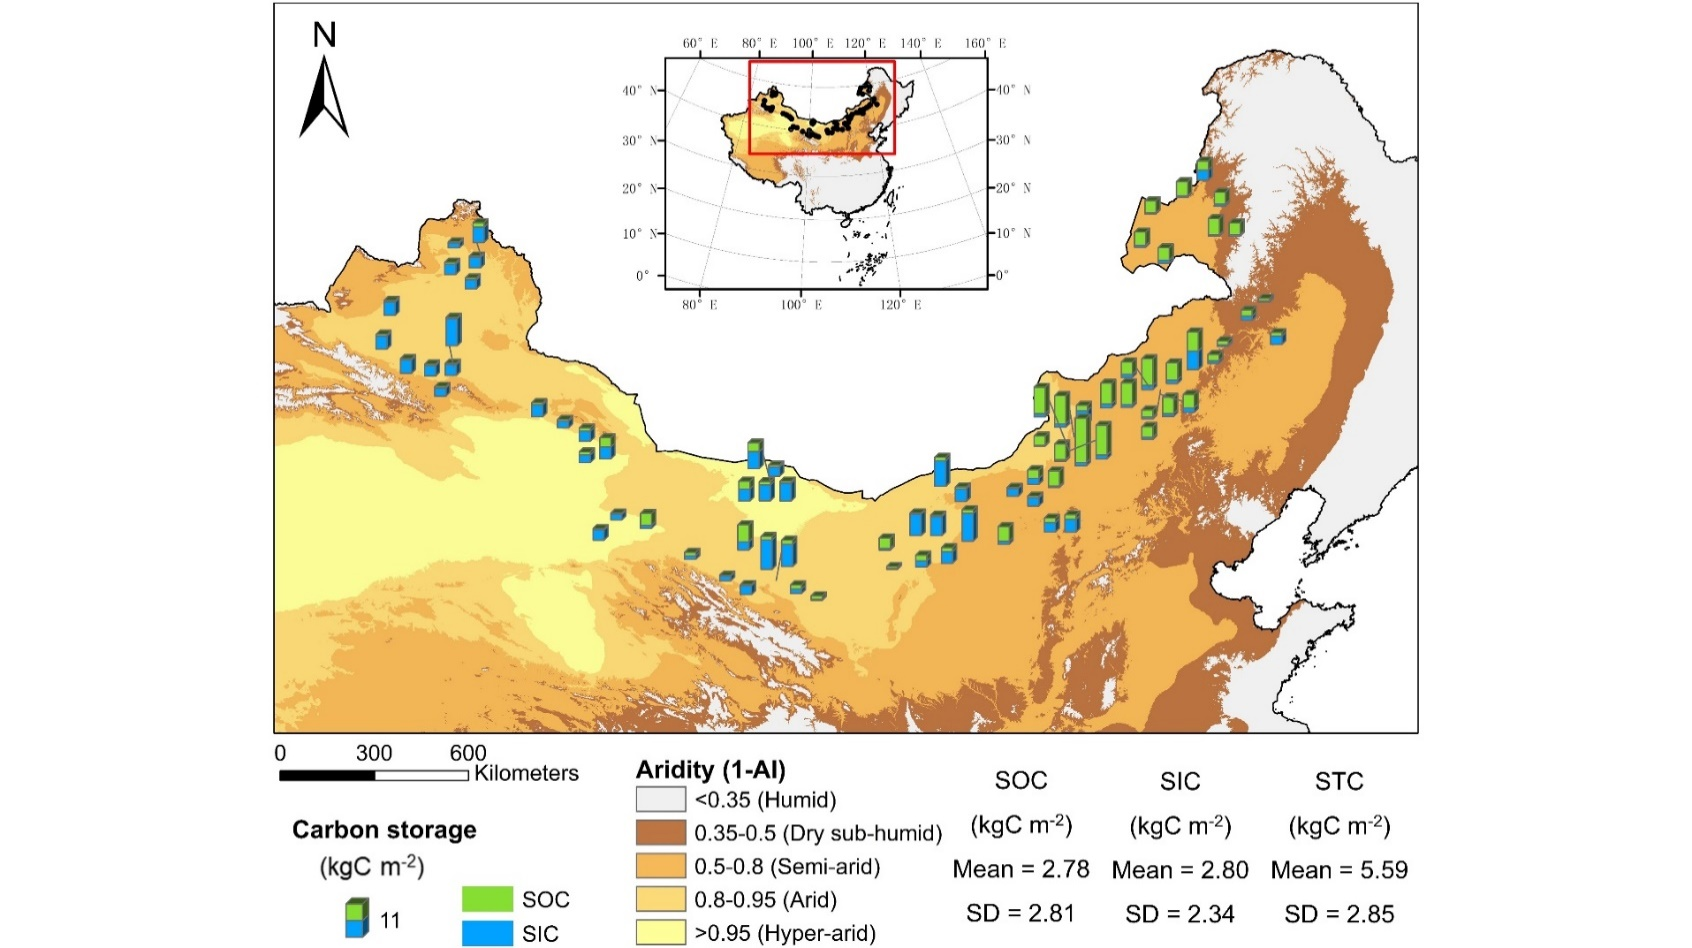 N
60° E 80° E 100° E 120° E 140° E 160° E
40° N 40° N
30° N 30° N
20° N 20° N
10° N 10° N
0° 0°
80° E 100° E 120° E
0 300 600
Kilometers
Carbon storage
(kgC m-2)
11
SOC
SIC
Aridity (1-AI)
<0.35 (Humid)
0.35-0.5 (Dry sub-humid)
0.5-0.8 (Semi-arid)
0.8-0.95 (Arid)
>0.95 (Hyper-arid)
SOC SIC STC
(kgC m-2) (kgC m-2) (kgC m-2)
Mean = 2.78 Mean = 2.80 Mean = 5.59
SD = 2.81 SD = 2.34 SD = 2.85